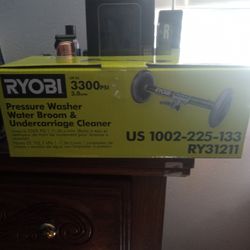 RYOBI
UP TO
3300PSI
Pressure Washer
Water Broom &
Undercarriage Cleaner
US 1002-225-133
RY31211